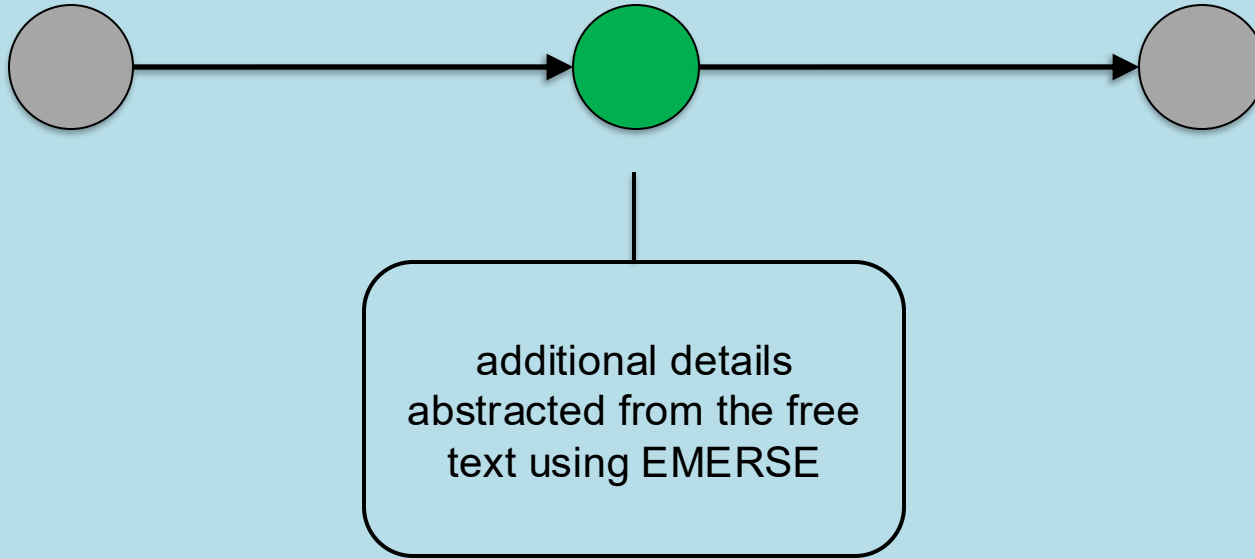 additional details
abstracted from the free
text using EMERSE